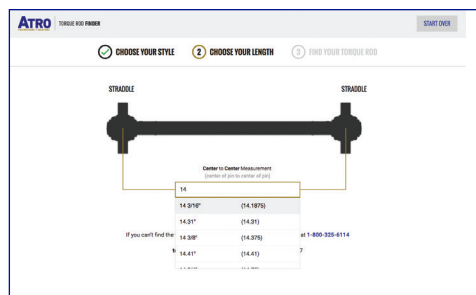 ATRO TORQUE ROD FINDER
START OVER
CHOOSE YOUR STYLE 2 CHOOSE YOUR LENGTH 3 FIND YOUR TORQUE ROD
STRADDLE STRADDLE
Center to Center Measurement
(center of pin to center of pin)
14
14 3/16" (14.1875)
14.31" (14.31)
14 3/8" (14.375)
14.41" (14.41)
If you can't find the at 1-800-325-6114